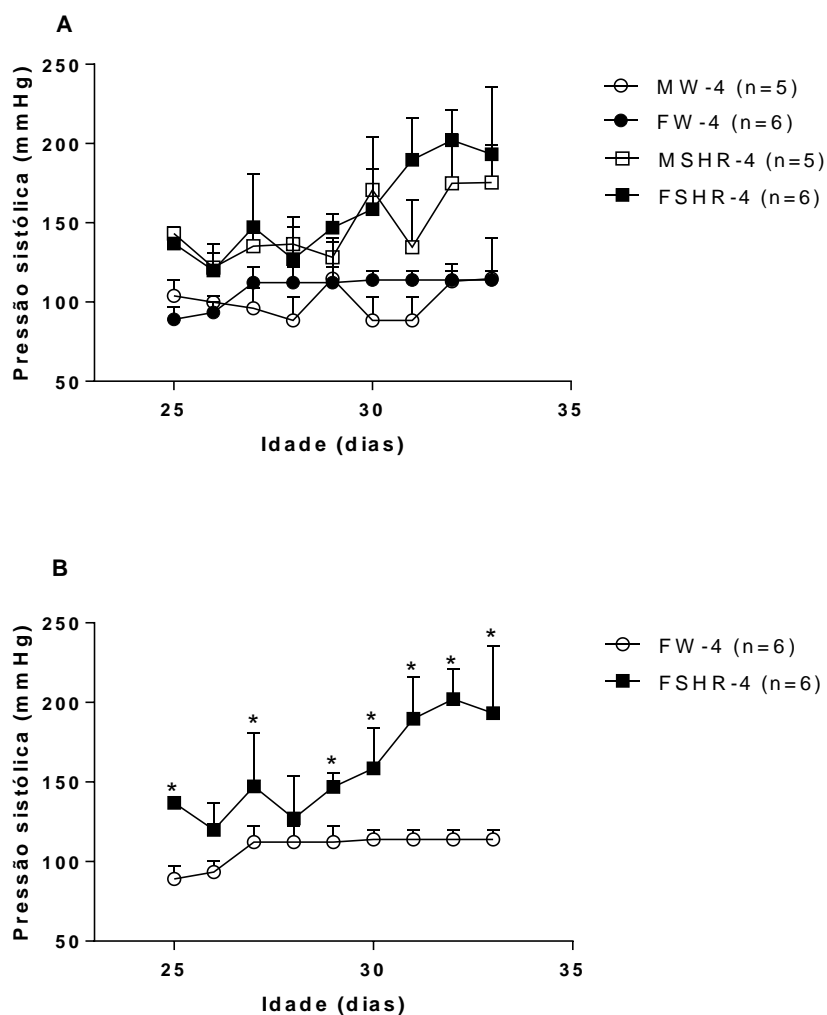 A
Pressão sistólica (mmHg)
250
200
150
100
50
25
30
35
Idade (dias)
MW-4 (n=5)
FW-4 (n=6)
MSHR-4 (n=5)
FSHR-4 (n=6)
B
Pressão sistólica (mmHg)
250
200
150
100
50
* * * * * * *
25
30
35
Idade (dias)
FW-4 (n=6)
FSHR-4 (n=6)